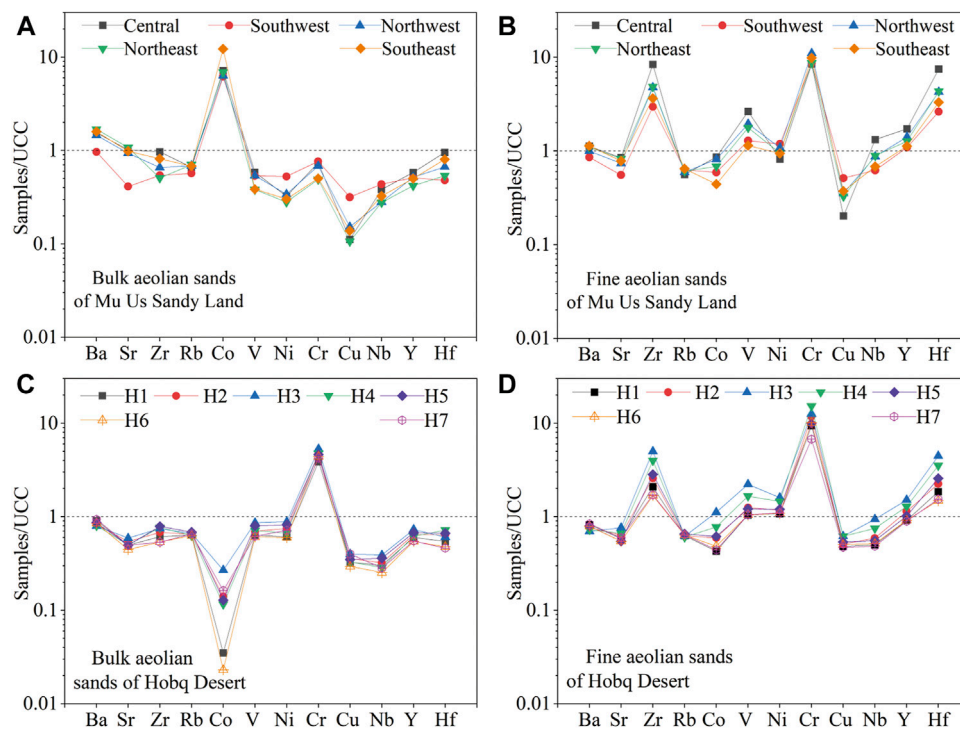 A
Central
Southwest
Northwest
Northeast
Southeast
10
1
0.1
0.01
Samples/UCC
Bulk aeolian sands
of Mu Us Sandy Land
Ba Sr Zr Rb Co V Ni Cr Cu Nb Y Hf
B
Central
Southwest
Northwest
Northeast
Southeast
10
1
0.1
0.01
Samples/UCC
Fine aeolian sands
of Mu Us Sandy Land
Ba Sr Zr Rb Co V Ni Cr Cu Nb Y Hf
C
H1 H2 H3 H4 H5
H6 H7
10
1
0.1
0.01
Samples/UCC
Bulk aeolian
sands of Hobq Desert
Ba Sr Zr Rb Co V Ni Cr Cu Nb Y Hf
D
H1 H2 H3 H4 H5
H6 H7
10
1
0.1
0.01
Samples/UCC
Fine aeolian sands
of Hobq Desert
Ba Sr Zr Rb Co V Ni Cr Cu Nb Y Hf